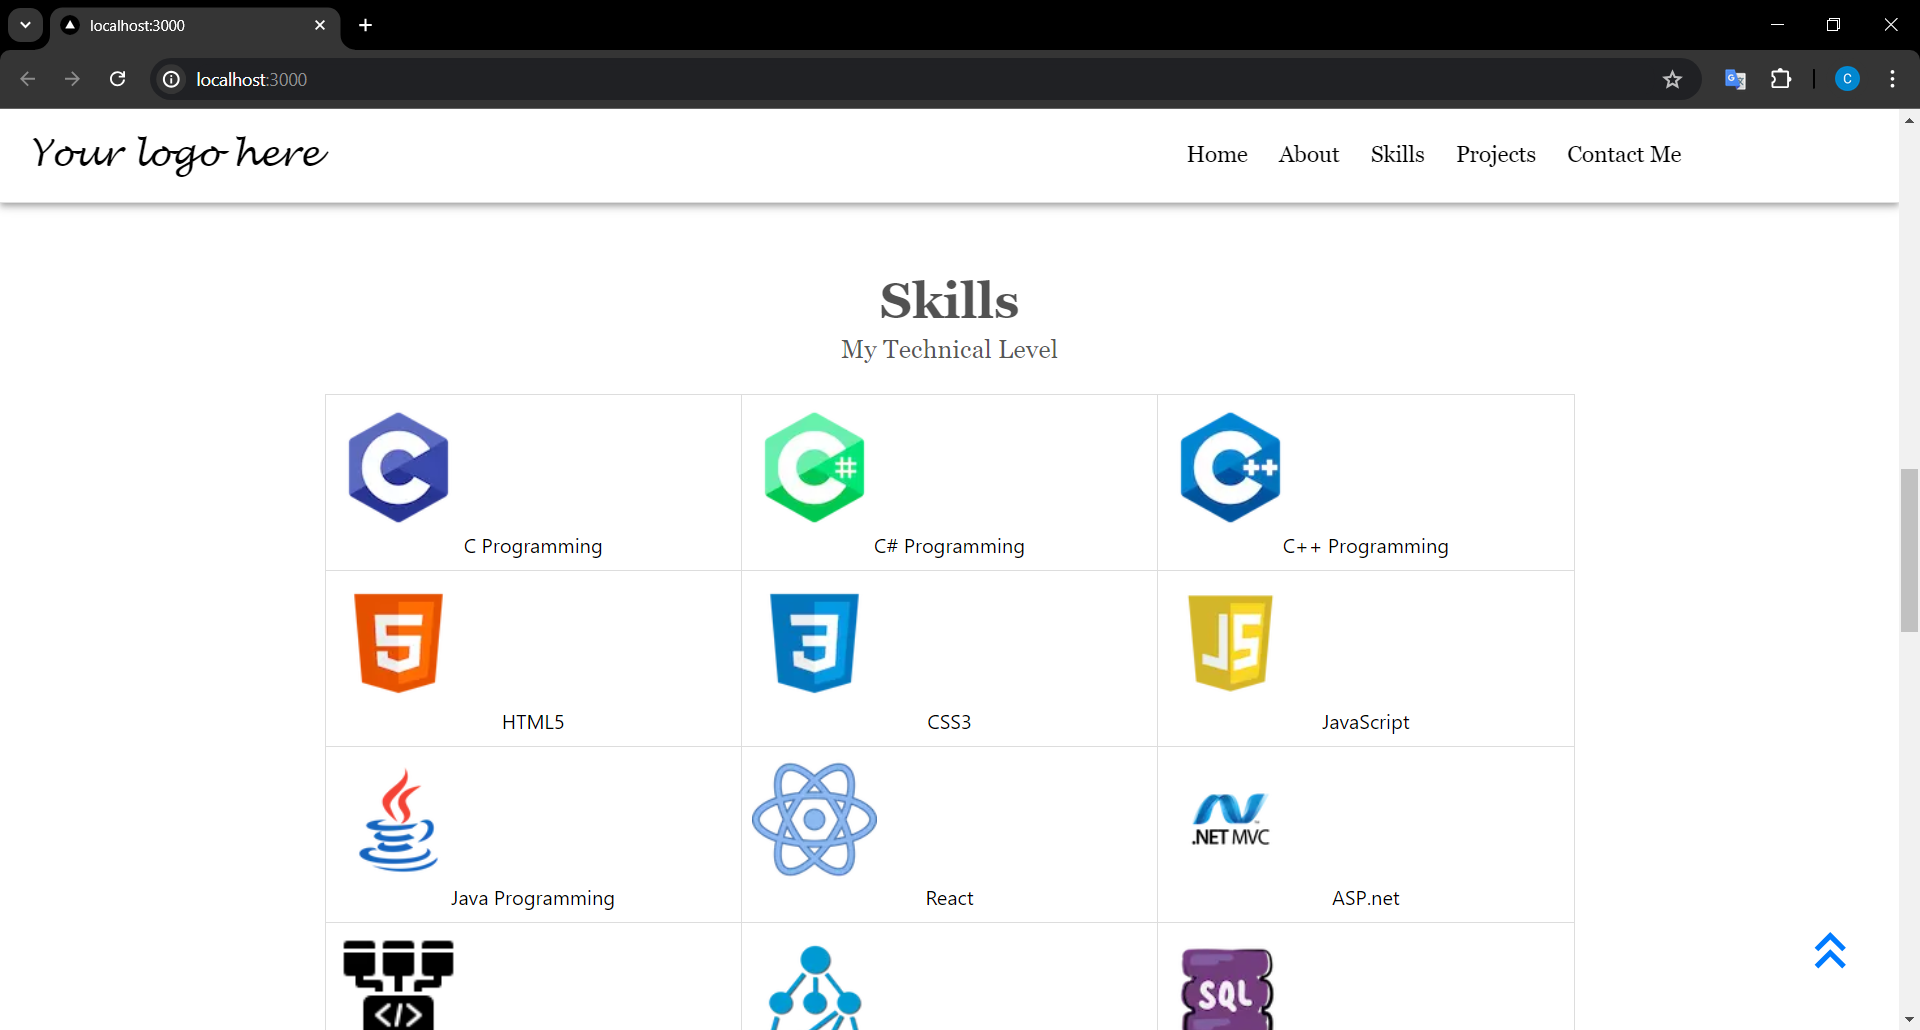 localhost:3000
localhost:3000
Your logo here
Home About Skills Projects Contact Me
Skills
My Technical Level
C Programming
C# Programming
C++ Programming
HTML5
CSS3
JS
JavaScript
.NET MVC
Java Programming
React
ASP.net
</>
SQL